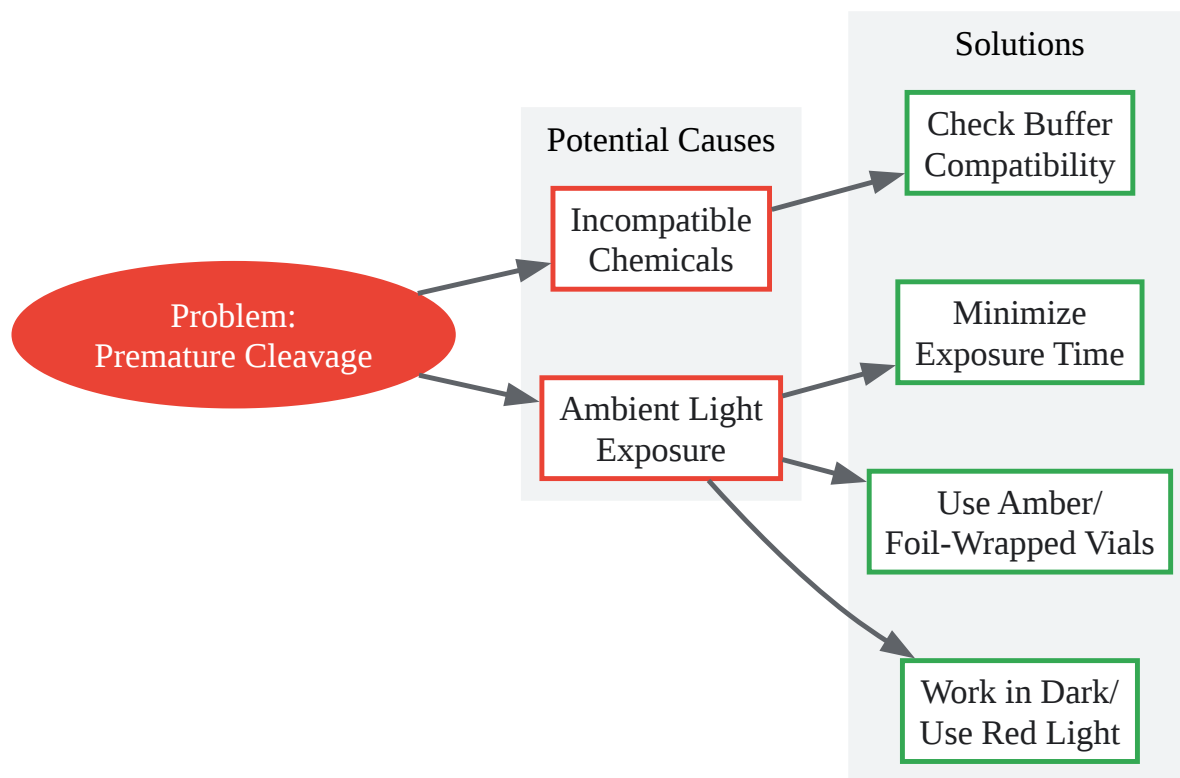 Problem:
Premature Cleavage
Potential Causes
Incompatible
Chemicals
Ambient Light
Exposure
Solutions
Check Buffer
Compatibility
Minimize
Exposure Time
Use Amber/
Foil-Wrapped Vials
Work in Dark/
Use Red Light